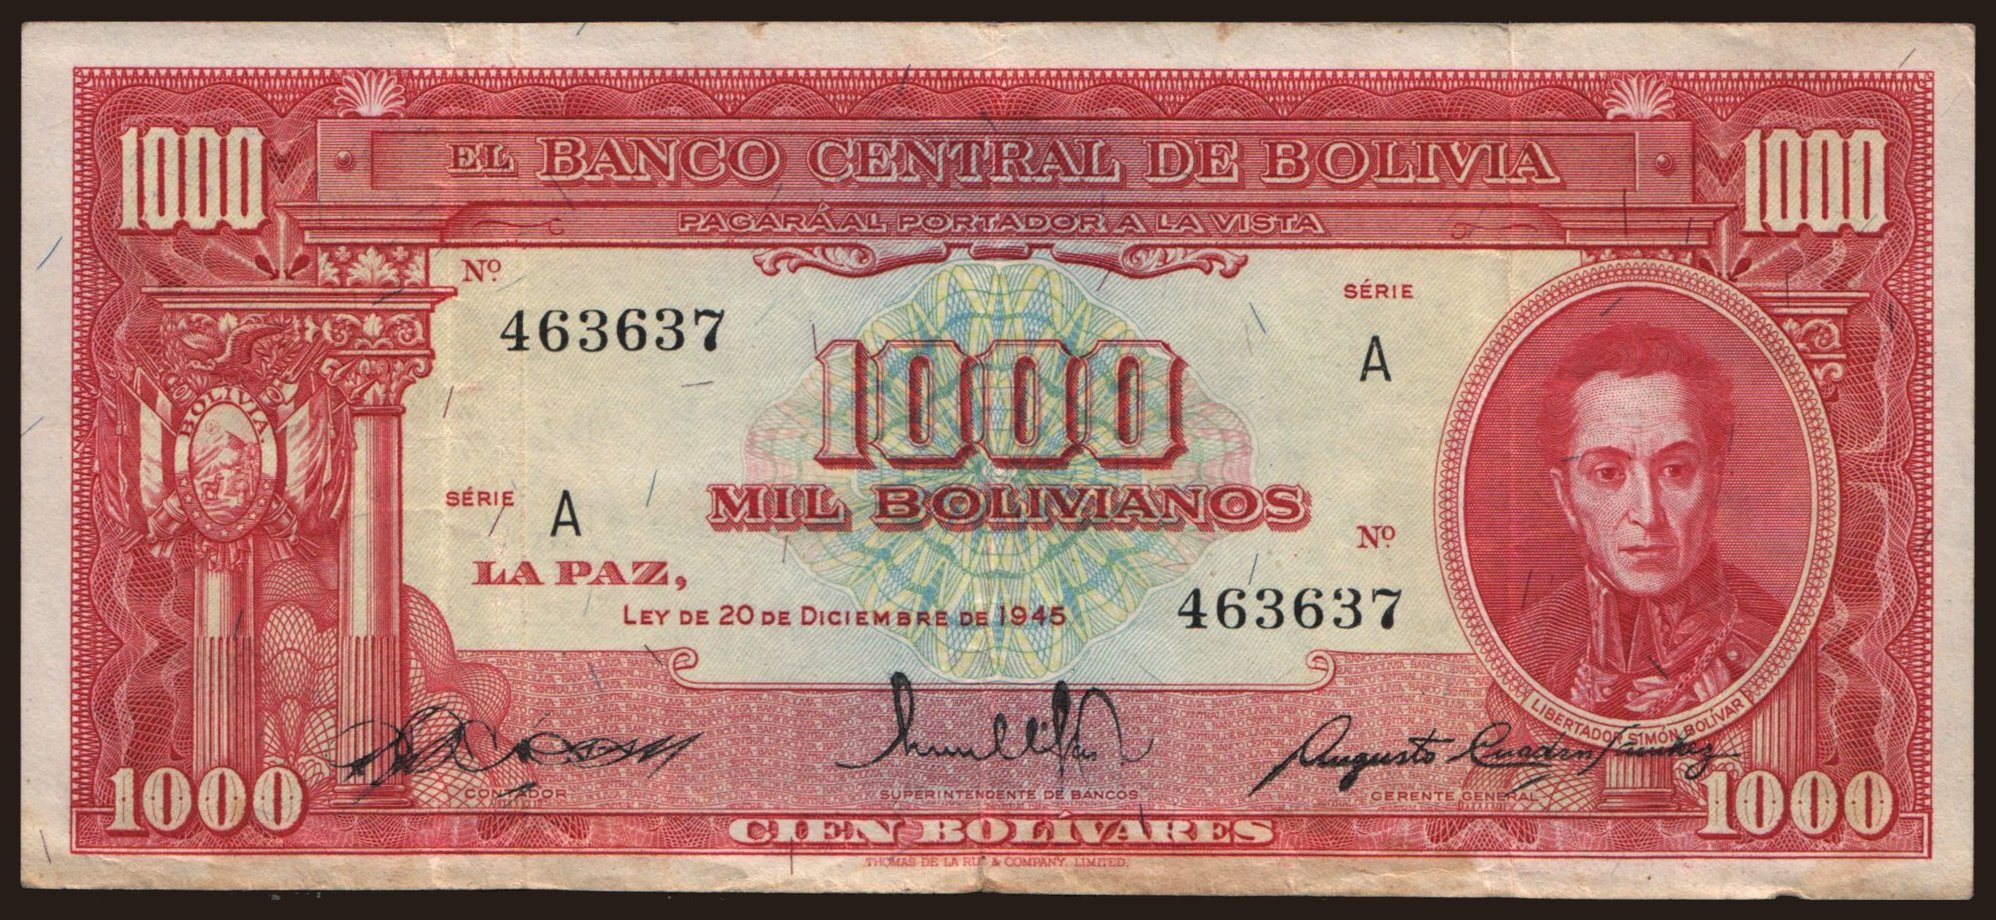 1000 EL BANCO CENTRAL DE BOLIVIA 1000
PAGARÁ AL PORTADOR A LA VISTA
Nº
463637
SÉRIE
A
BOLIVIA
1000
MIL BOLIVIANOS
SÉRIE A
Nº
LA PAZ,
LEY DE 20 DE DICIEMBRE DE 1945
463637
LIBERTADOR SIMÓN BOLÍVAR
Augusto Cuadros Sánchez
CONTADOR
SUPERINTENDENTE DE BANCOS
GERENTE GENERAL
1000 CIEN BOLÍVARES 1000
THOMAS DE LA RUE & COMPANY, LIMITED.